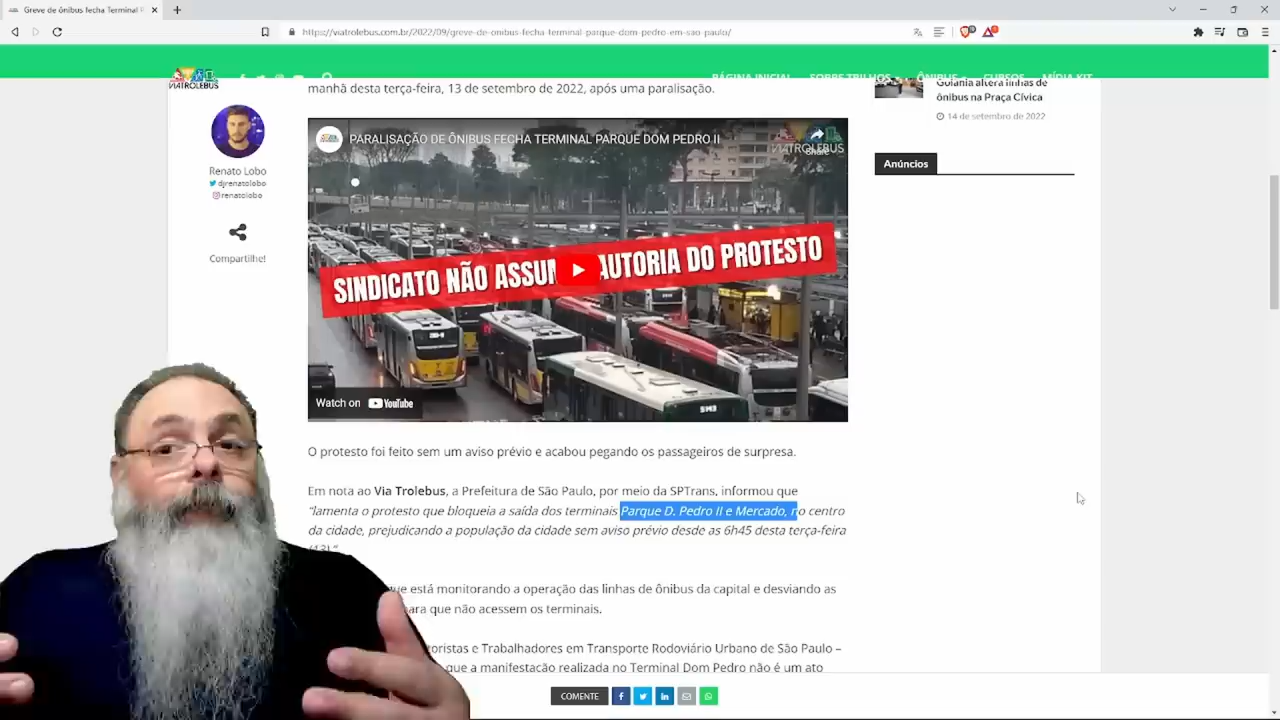 Greve de ônibus fecha Terminal
https://viatrolebus.com.br/2022/09/greve-de-onibus-fecha-terminal-parque-dom-pedro-em-sao-paulo/
VIATROLEBUS
PÁGINA INICIAL SOBRE TRILHOS ÔNIBUS CURSOS MÍDIA KIT
manhã desta terça-feira, 13 de setembro de 2022, após uma paralisação.
Goiânia altera linhas de
ônibus na Praça Cívica
14 de setembro de 2022
Anúncios
Renato Lobo
djrenatolobo
renatolobo
Compartilhe!
PARALISAÇÃO DE ÔNIBUS FECHA TERMINAL PARQUE DOM PEDRO II
VIATROLEBUS
Share
SINDICATO NÃO ASSUM AUTORIA DO PROTESTO
Watch on YouTube
O protesto foi feito sem um aviso prévio e acabou pegando os passageiros de surpresa.
Em nota ao Via Trolebus, a Prefeitura de São Paulo, por meio da SPTrans, informou que
“lamenta o protesto que bloqueia a saída dos terminais Parque D. Pedro II e Mercado, no centro
da cidade, prejudicando a população da cidade sem aviso prévio desde as 6h45 desta terça-feira
(13).”
que está monitorando a operação das linhas de ônibus da capital e desviando as
para que não acessem os terminais.
toristas e Trabalhadores em Transporte Rodoviário Urbano de São Paulo –
que a manifestação realizada no Terminal Dom Pedro não é um ato
COMENTE